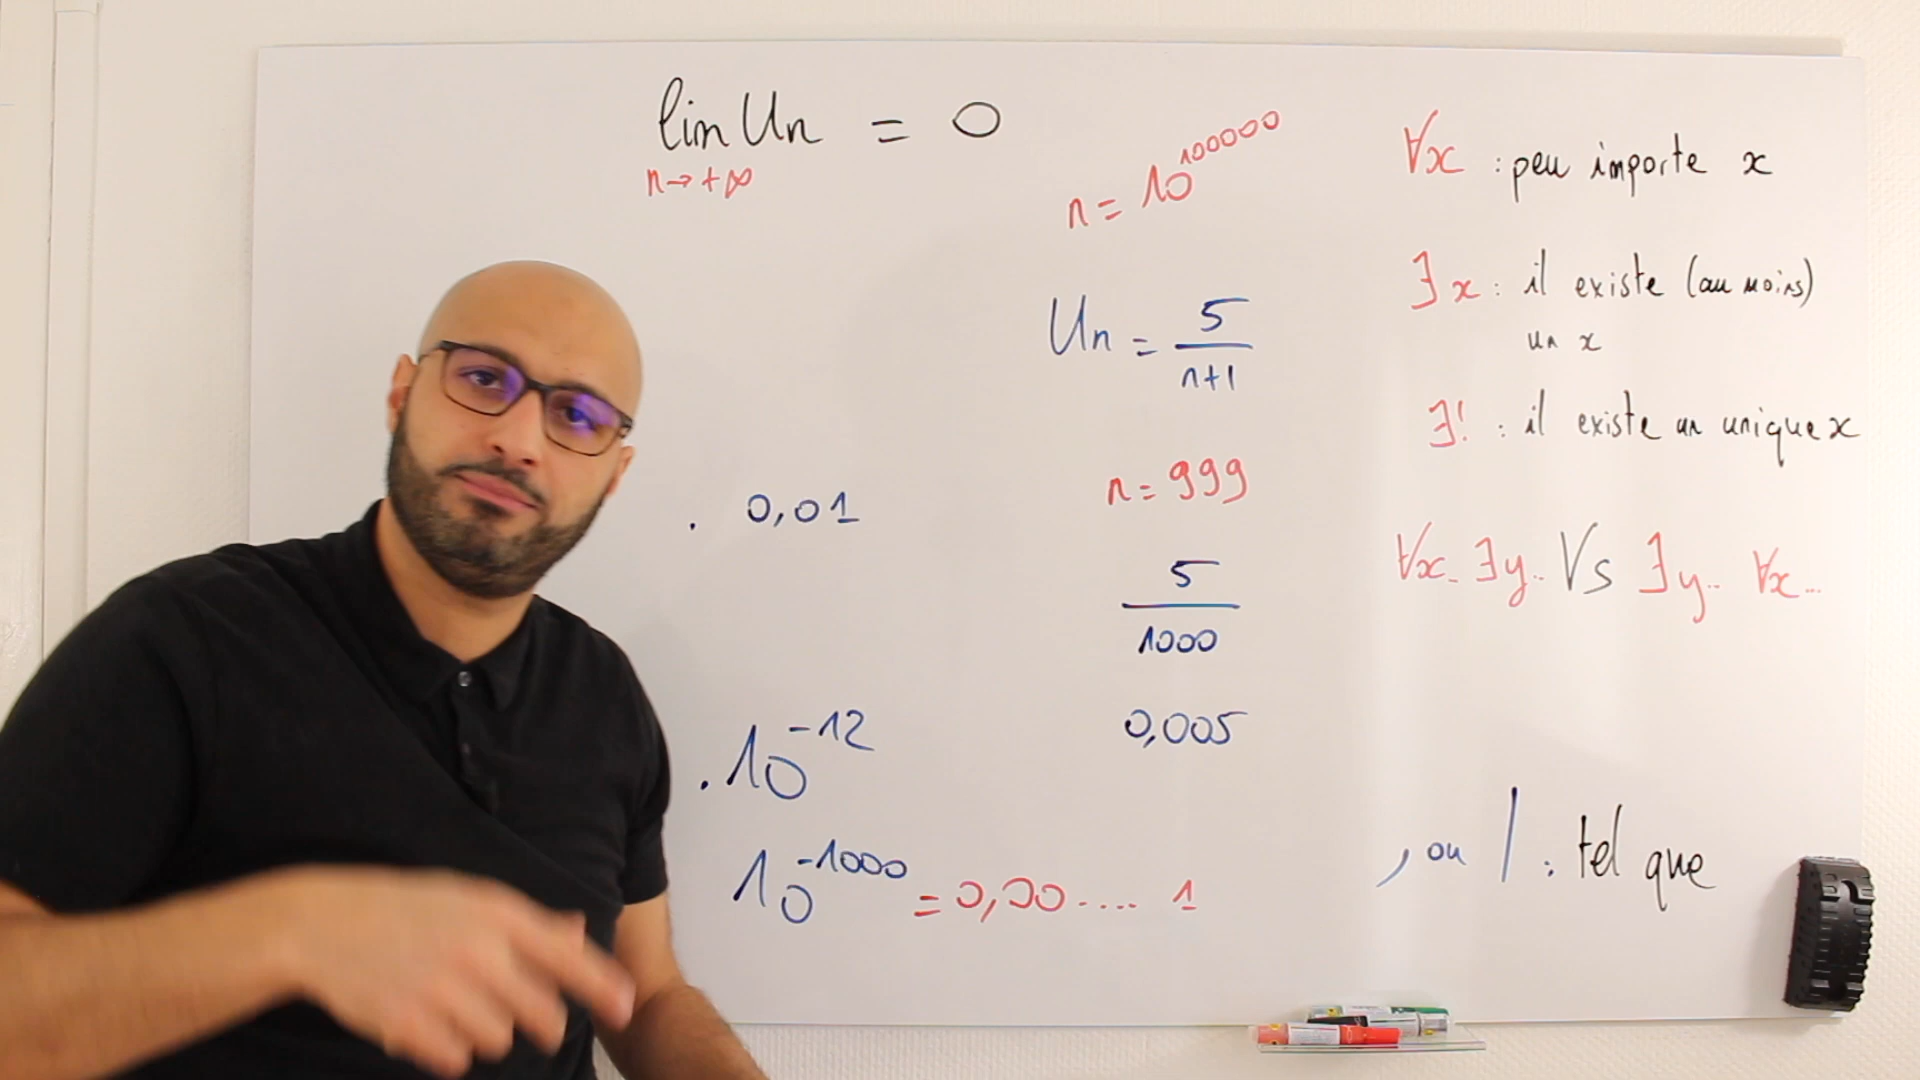 lim Un = 0
n→+∞
n = 10^100000
Un = 5/(n+1)
n = 999
0,01
5/1000
0,005
. 10^-12
10^-1000 = 0,00.... 1
∀x : peu importe x
∃x : il existe (au moins)
un x
∃! : il existe un unique x
∀x.. ∃y.. Vs ∃y.. ∀x...
, ou / : tel que